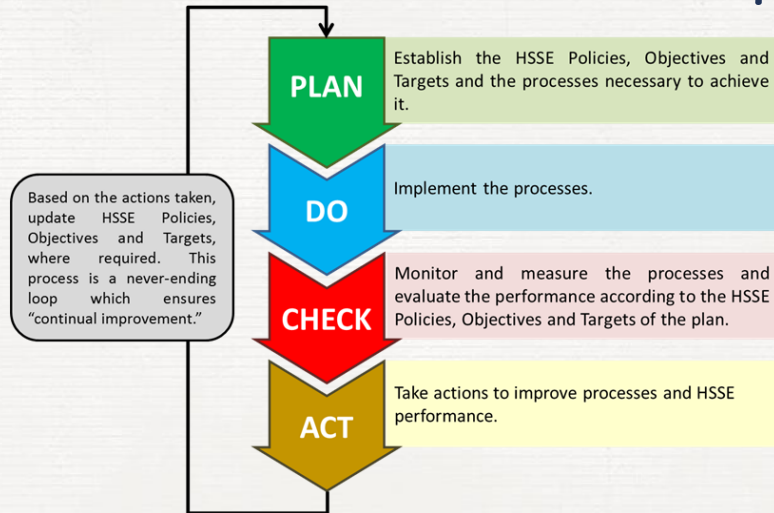 PLAN
Establish the HSSE Policies, Objectives and
Targets and the processes necessary to achieve
it.
DO
Implement the processes.
CHECK
Monitor and measure the processes and
evaluate the performance according to the HSSE
Policies, Objectives and Targets of the plan.
ACT
Take actions to improve processes and HSSE
performance.
Based on the actions taken,
update HSSE Policies,
Objectives and Targets,
where required. This
process is a never-ending
loop which ensures
“continual improvement.”